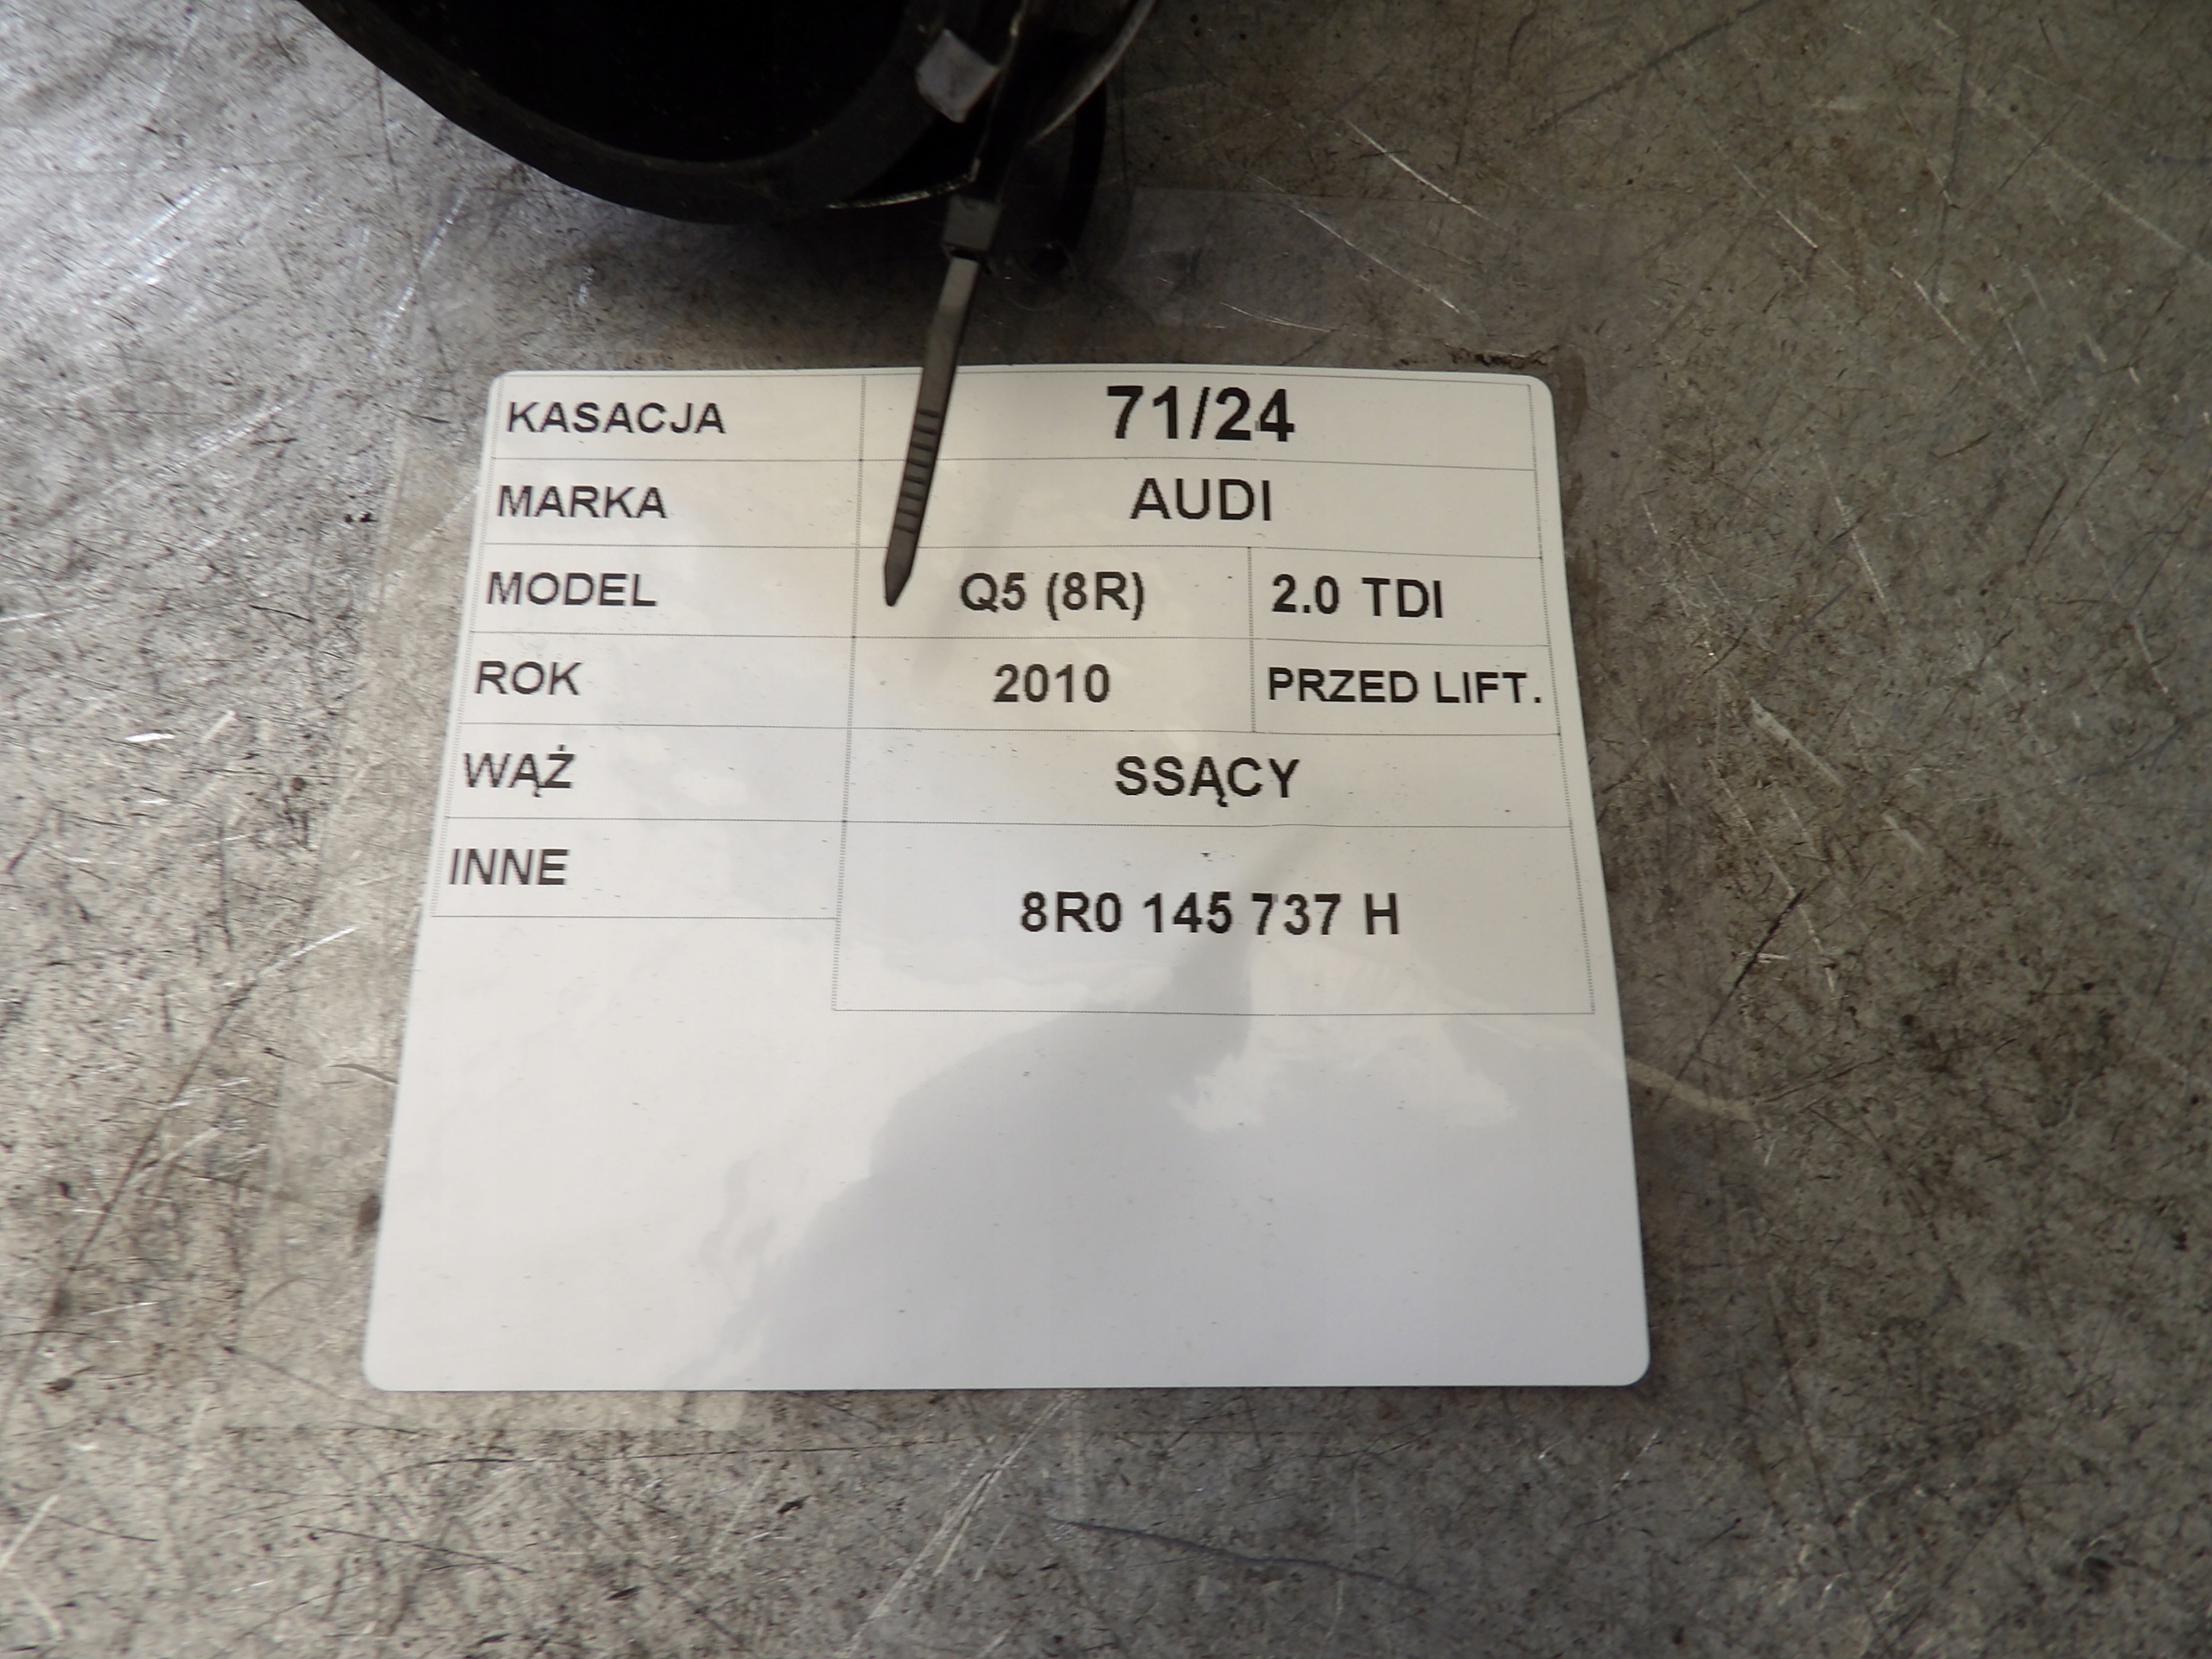 KASACJA 71/24
MARKA AUDI
MODEL Q5 (8R) 2.0 TDI
ROK 2010 PRZED LIFT.
WĄŻ SSĄCY
INNE
8R0 145 737 H